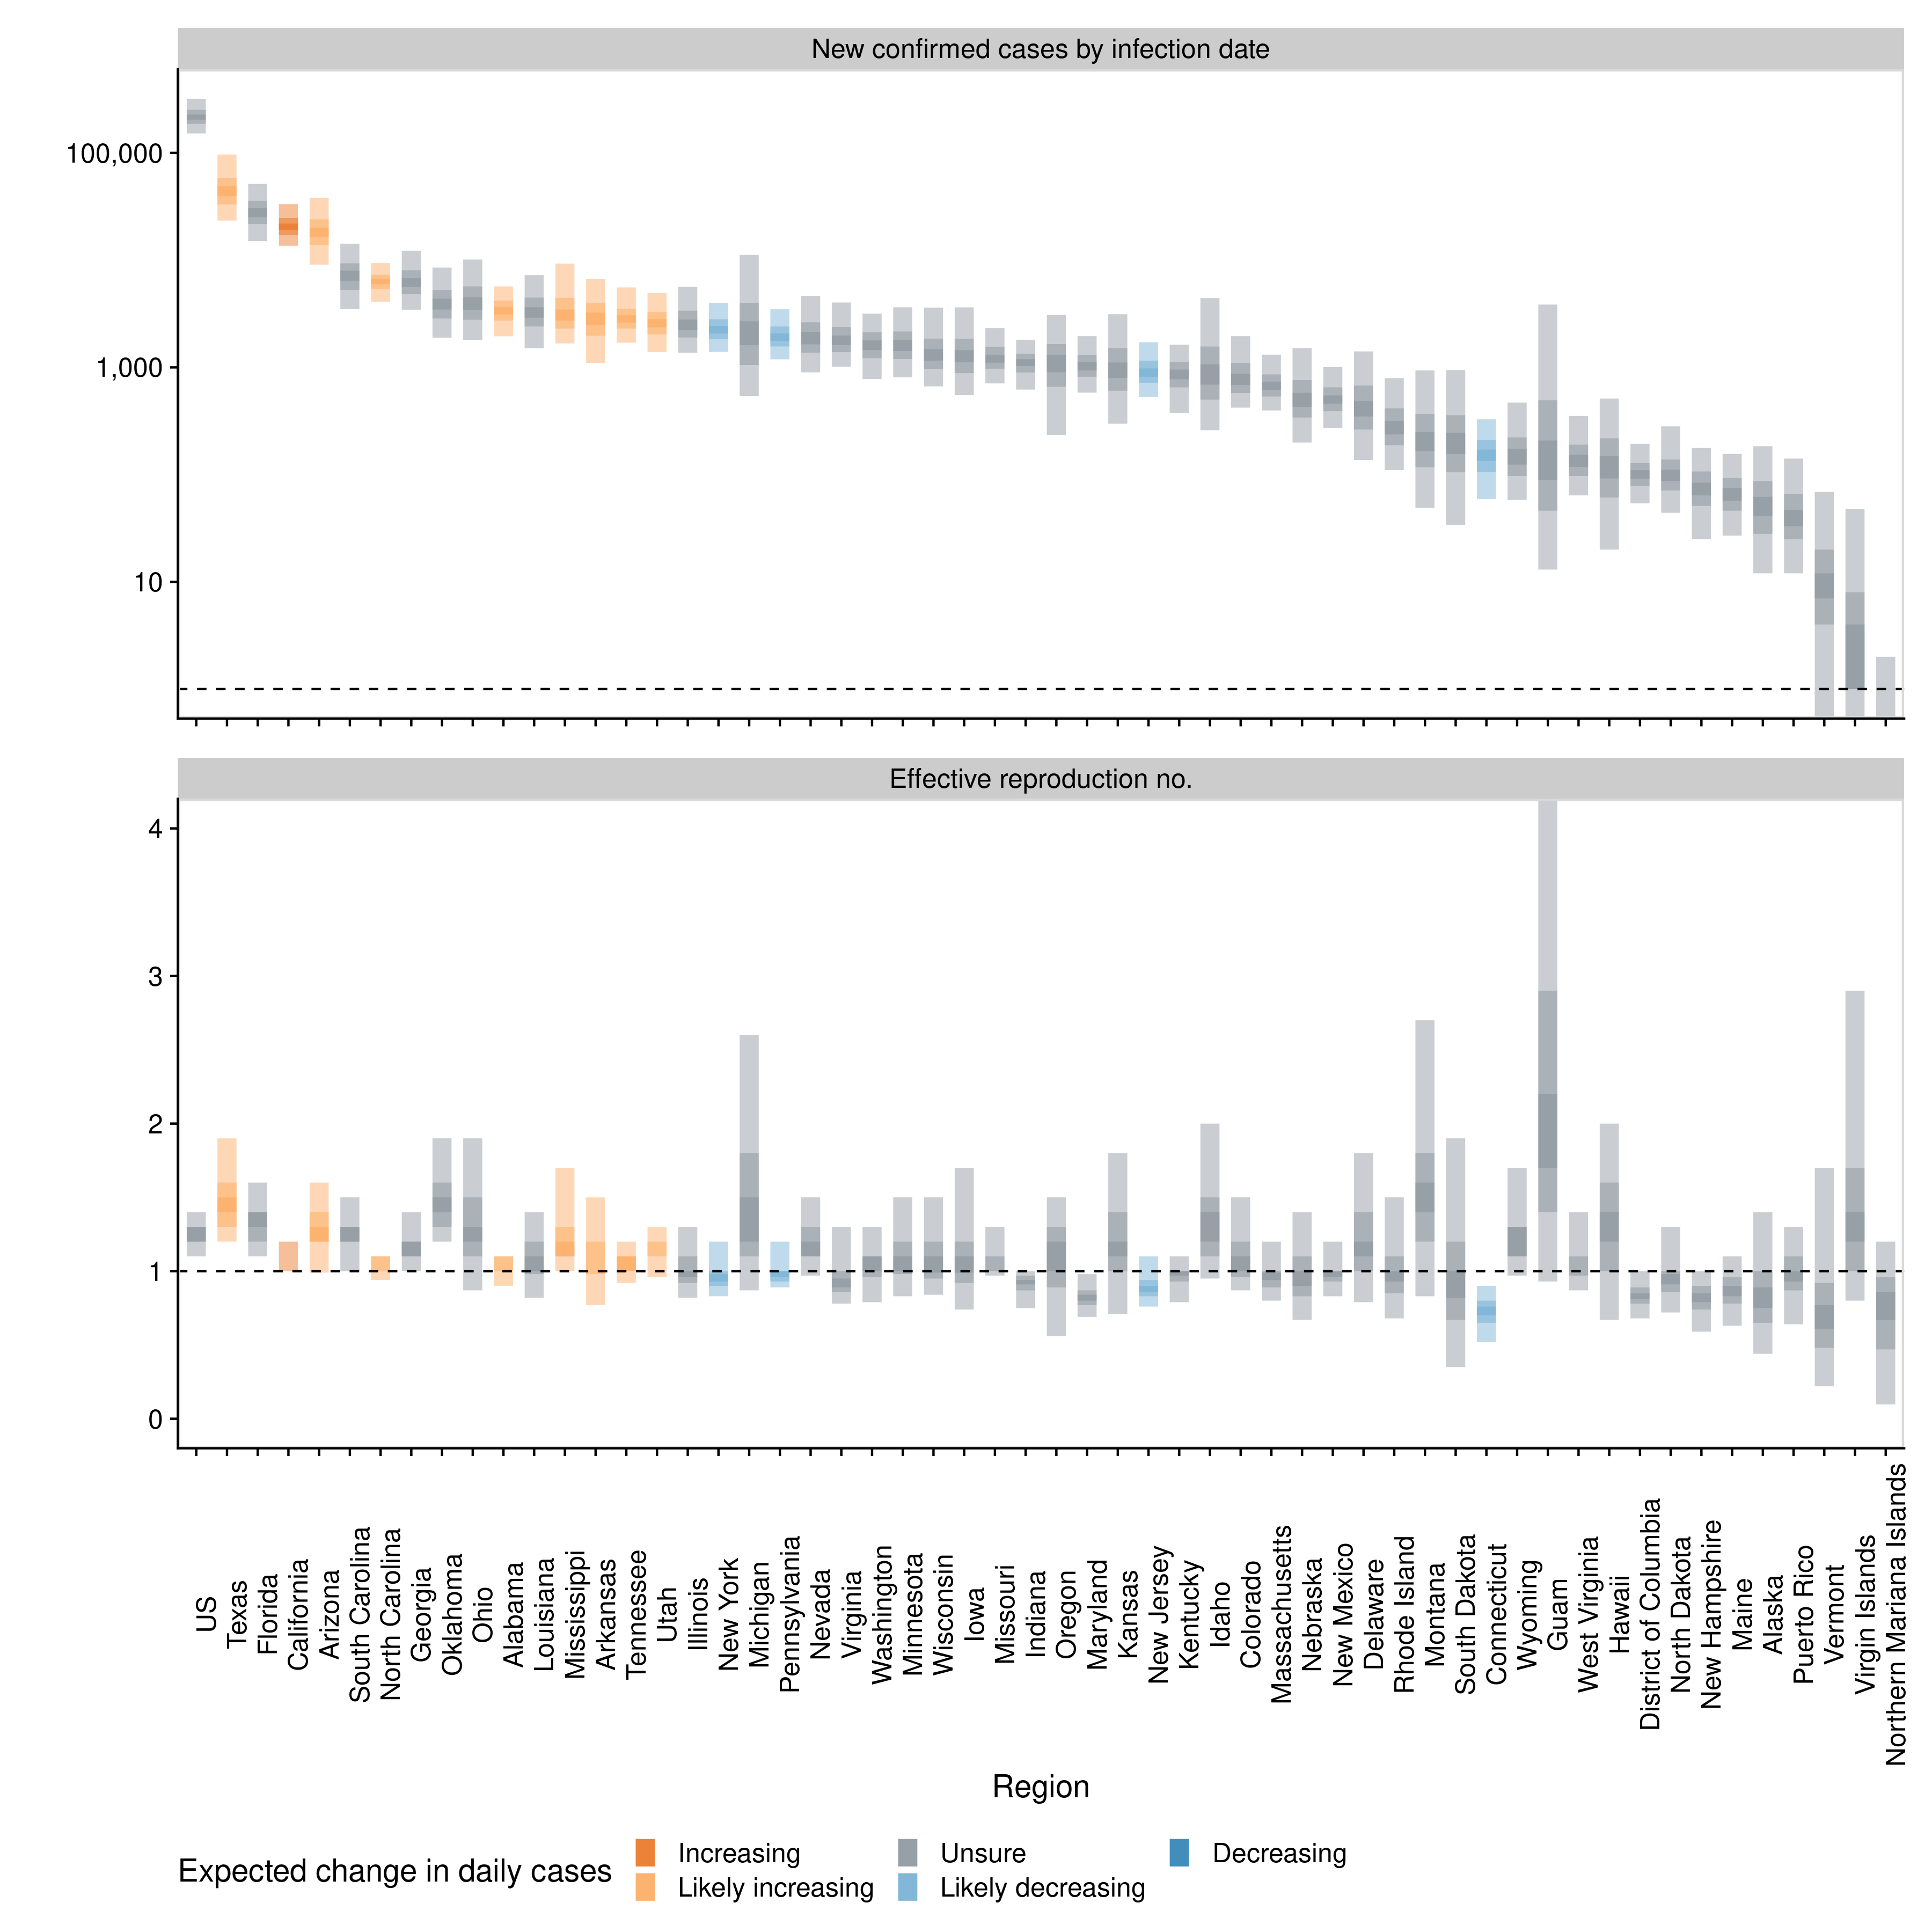 New confirmed cases by infection date
100,000
1,000
10
Effective reproduction no.
4
3
2
1
0
US
Texas
Florida
California
Arizona
South Carolina
North Carolina
Georgia
Oklahoma
Ohio
Alabama
Louisiana
Mississippi
Arkansas
Tennessee
Utah
Illinois
New York
Michigan
Pennsylvania
Nevada
Virginia
Washington
Minnesota
Wisconsin
Iowa
Missouri
Indiana
Oregon
Maryland
Kansas
New Jersey
Kentucky
Idaho
Colorado
Massachusetts
Nebraska
New Mexico
Delaware
Rhode Island
Montana
South Dakota
Connecticut
Wyoming
Guam
West Virginia
Hawaii
District of Columbia
North Dakota
New Hampshire
Maine
Alaska
Puerto Rico
Vermont
Virgin Islands
Northern Mariana Islands
Region
Expected change in daily cases
Increasing
Likely increasing
Unsure
Likely decreasing
Decreasing